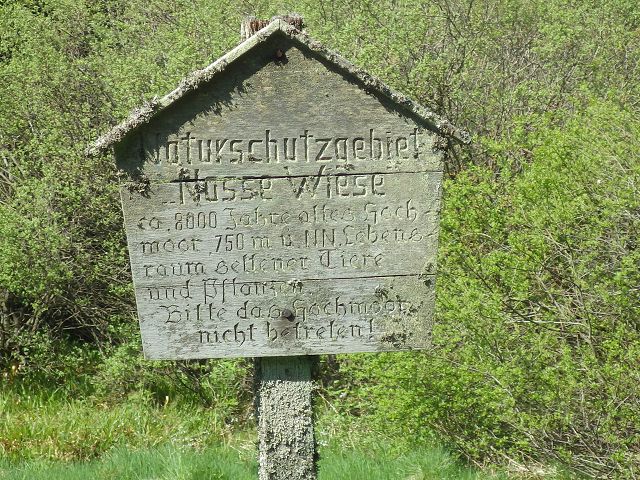 Naturschutzgebiet
Nasse Wiese
ca. 8000 Jahre altes Hoch-
moor 750 m ü. NN. Lebens-
raum seltener Tiere
und Pflanzen
Bitte das Hochmoor
nicht betreten!